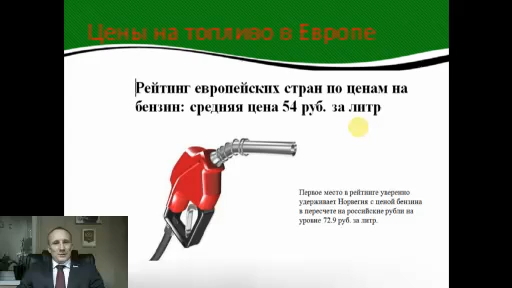 Цены на топливо в Европе
Рейтинг европейских стран по ценам на
бензин: средняя цена 54 руб. за литр
Первое место в рейтинге уверенно
удерживает Норвегия с ценой бензина
в пересчете на российские рубли на
уровне 72.9 руб. за литр.